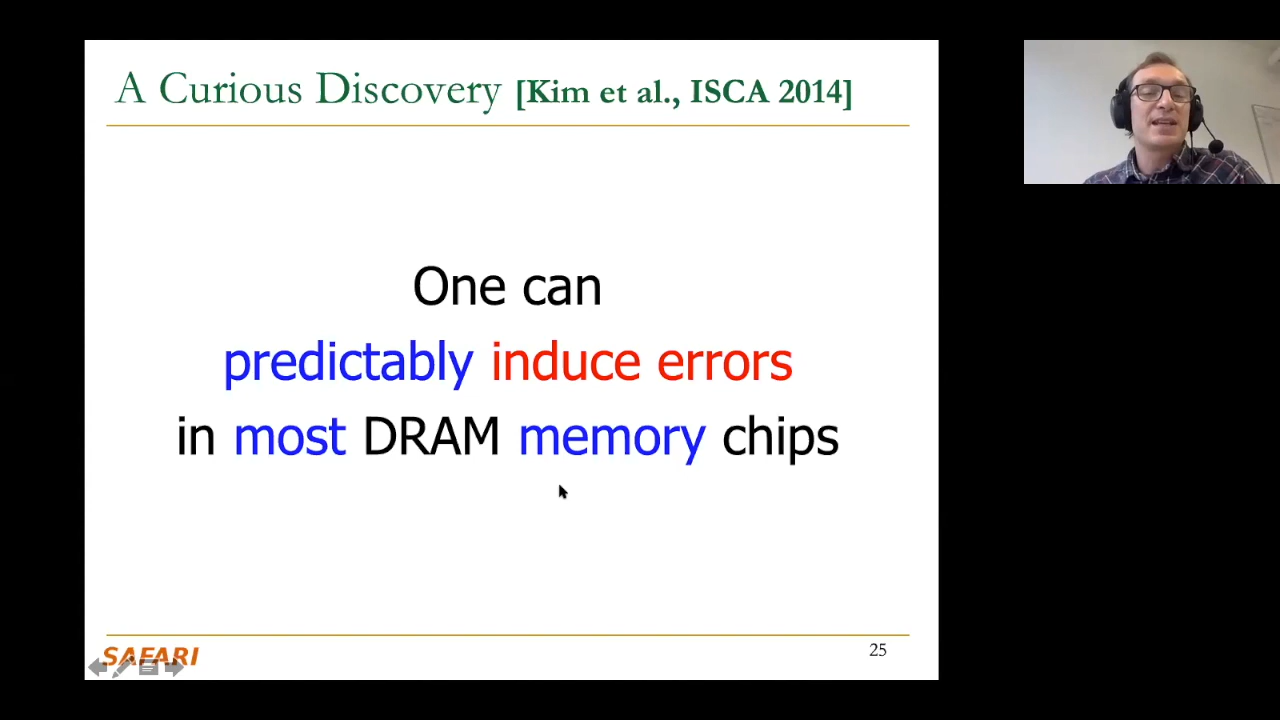 A Curious Discovery [Kim et al., ISCA 2014]
One can
predictably induce errors
in most DRAM memory chips
SAFARI
25